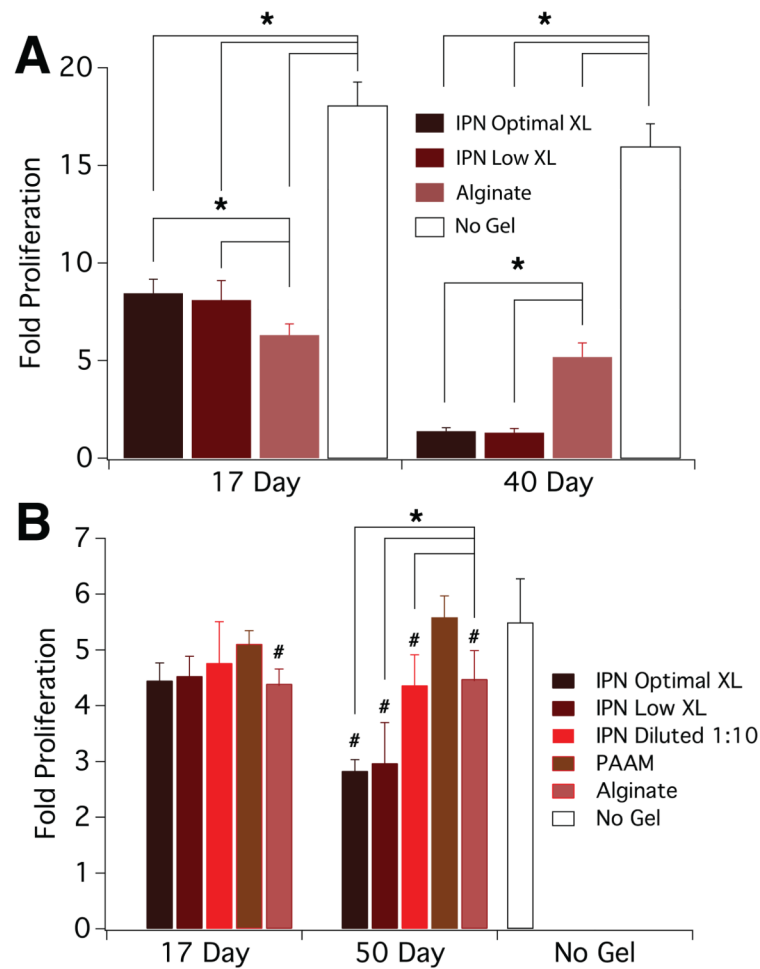 A
*
*
20
15
10
5
0
Fold Proliferation
IPN Optimal XL
IPN Low XL
Alginate
No Gel
*
*
17 Day
40 Day
B
*
7
6
5
4
3
2
1
0
Fold Proliferation
#
#
#
#
#
IPN Optimal XL
IPN Low XL
IPN Diluted 1:10
PAAM
Alginate
No Gel
17 Day
50 Day
No Gel